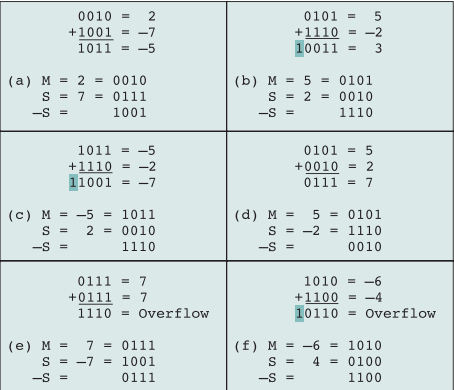 0010 = 2
+1001 = –7
1011 = –5
(a) M = 2 = 0010
S = 7 = 0111
–S = 1001
0101 = 5
+1110 = –2
10011 = 3
(b) M = 5 = 0101
S = 2 = 0010
–S = 1110
1011 = –5
+1110 = –2
11001 = –7
(c) M = –5 = 1011
S = 2 = 0010
–S = 1110
0101 = 5
+0010 = 2
0111 = 7
(d) M = 5 = 0101
S = –2 = 1110
–S = 0010
0111 = 7
+0111 = 7
1110 = Overflow
(e) M = 7 = 0111
S = –7 = 1001
–S = 0111
1010 = –6
+1100 = –4
10110 = Overflow
(f) M = –6 = 1010
S = 4 = 0100
–S = 1100